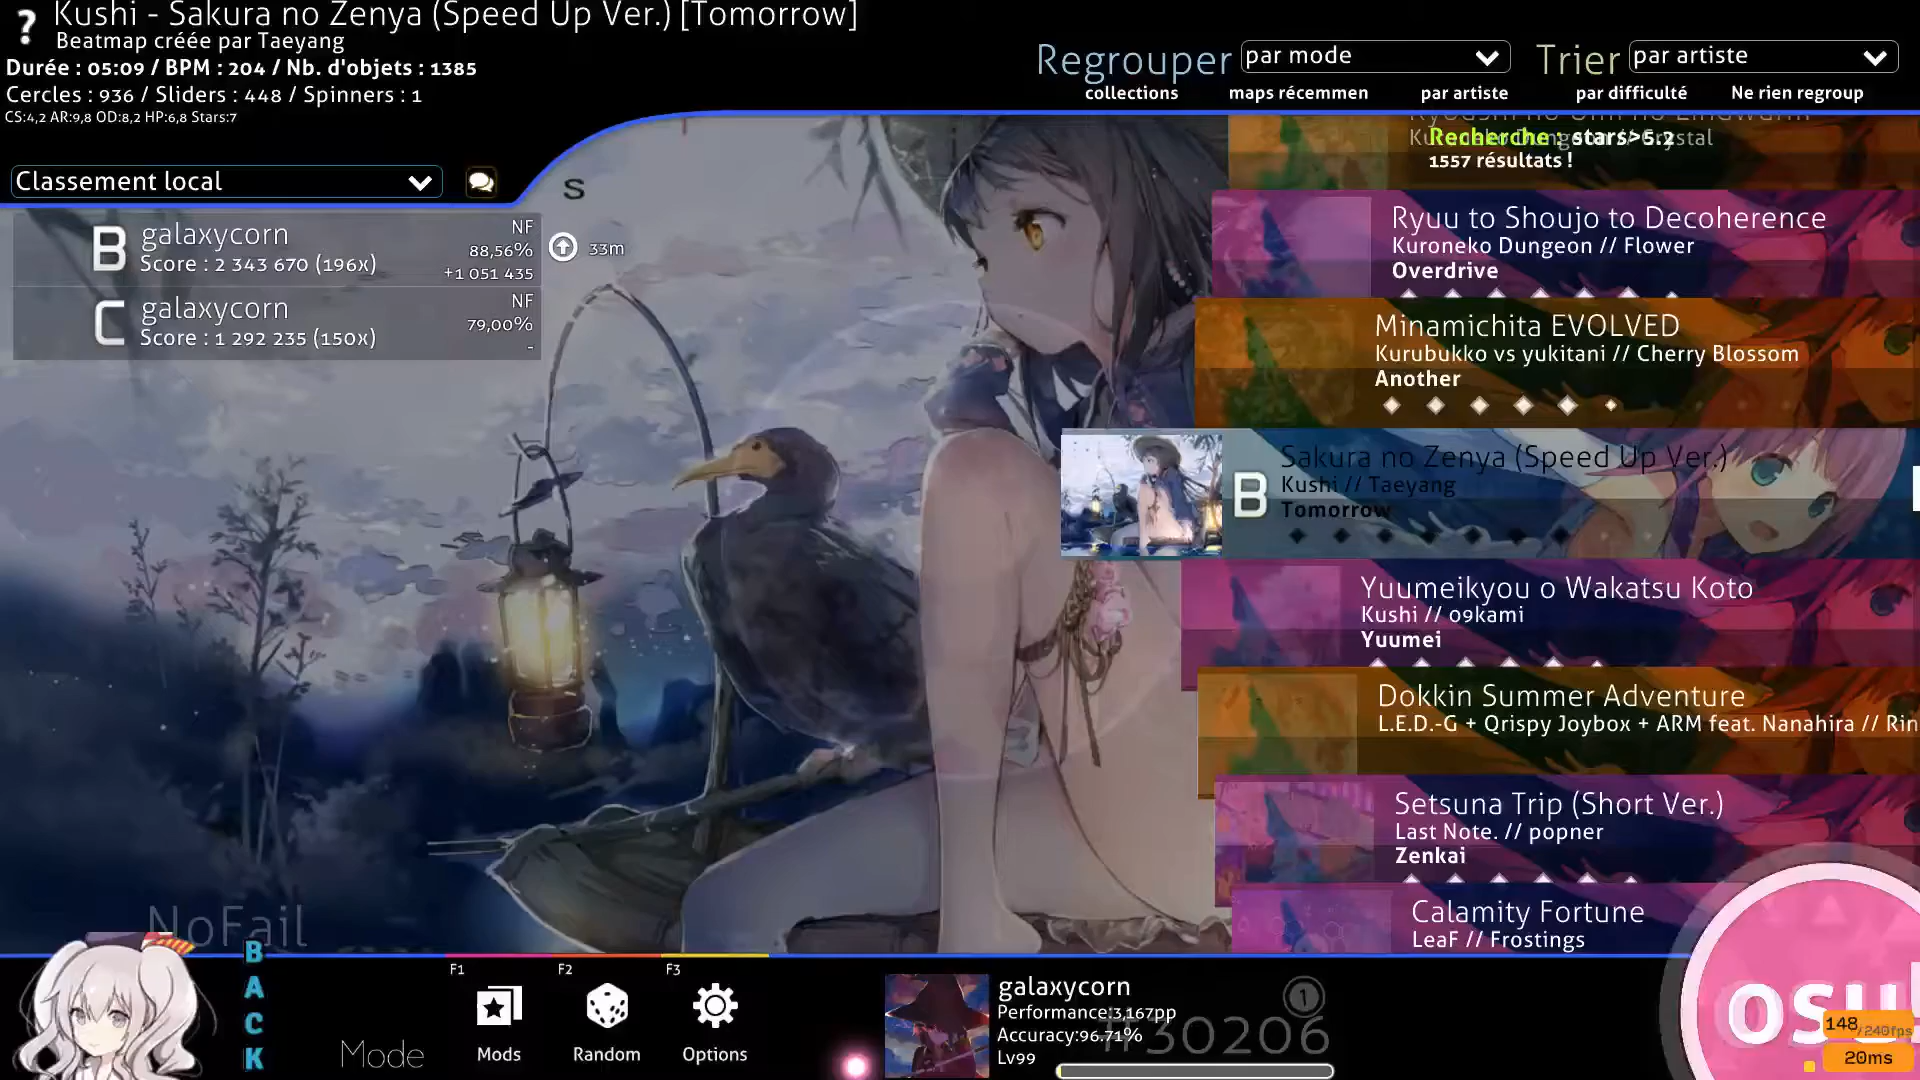 Kushi - Sakura no Zenya (Speed Up Ver.) [Tomorrow]
Beatmap créée par Taeyang
Durée : 05:09 / BPM : 204 / Nb. d'objets : 1385
Cercles : 936 / Sliders : 448 / Spinners : 1
CS:4,2 AR:9,8 OD:8,2 HP:6,8 Stars:7
Regrouper
par mode
Trier
par artiste
collections
maps récemmen
par artiste
par difficulté
Ne rien regroup
Recherche : stars>5.2
1557 résultats !
Classement local
S
B
galaxycorn
Score : 2 343 670 (196x)
NF
88,56%
+1 051 435
33m
C
galaxycorn
Score : 1 292 235 (150x)
NF
79,00%
-
Ryuu to Shoujo to Decoherence
Kuroneko Dungeon // Flower
Overdrive
Minamichita EVOLVED
Kurubukko vs yukitani // Cherry Blossom
Another
B
Sakura no Zenya (Speed Up Ver.)
Kushi // Taeyang
Tomorrow
Yuumeikyou o Wakatsu Koto
Kushi // 09kami
Yuumei
Dokkin Summer Adventure
L.E.D.-G + Qrispy Joybox + ARM feat. Nanahira // Rin
Setsuna Trip (Short Ver.)
Last Note. // popner
Zenkai
Calamity Fortune
LeaF // Frostings
NoFail
BACK
Mode
F1
Mods
F2
Random
F3
Options
galaxycorn
Performance:3,167pp
Accuracy:96.71%
Lv99
#30206
1
osu
148 /240fps
20ms